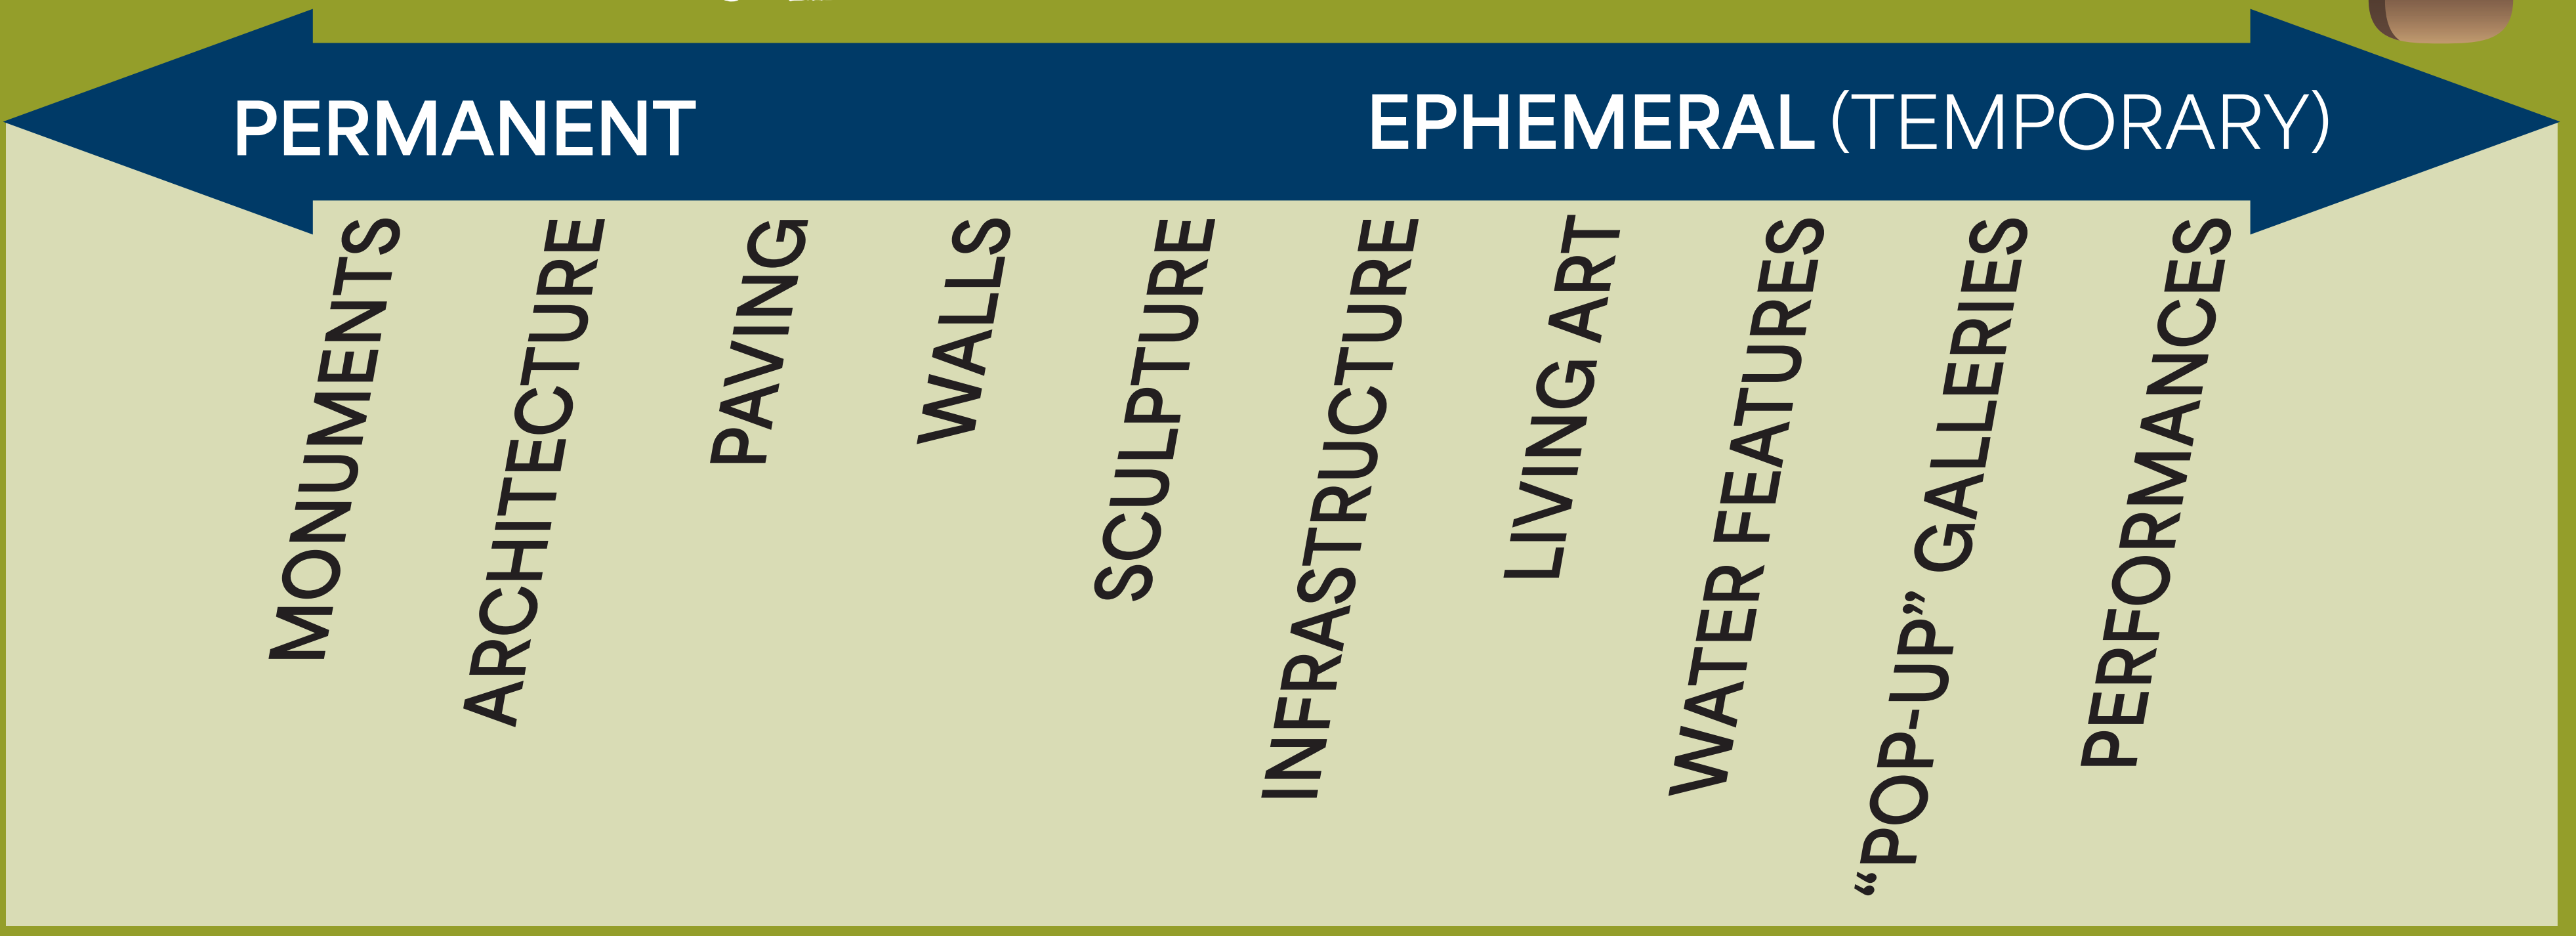 PERMANENT
EPHEMERAL (TEMPORARY)
MONUMENTS
ARCHITECTURE
PAVING
WALLS
SCULPTURE
INFRASTRUCTURE
LIVING ART
WATER FEATURES
“POP-UP” GALLERIES
PERFORMANCES